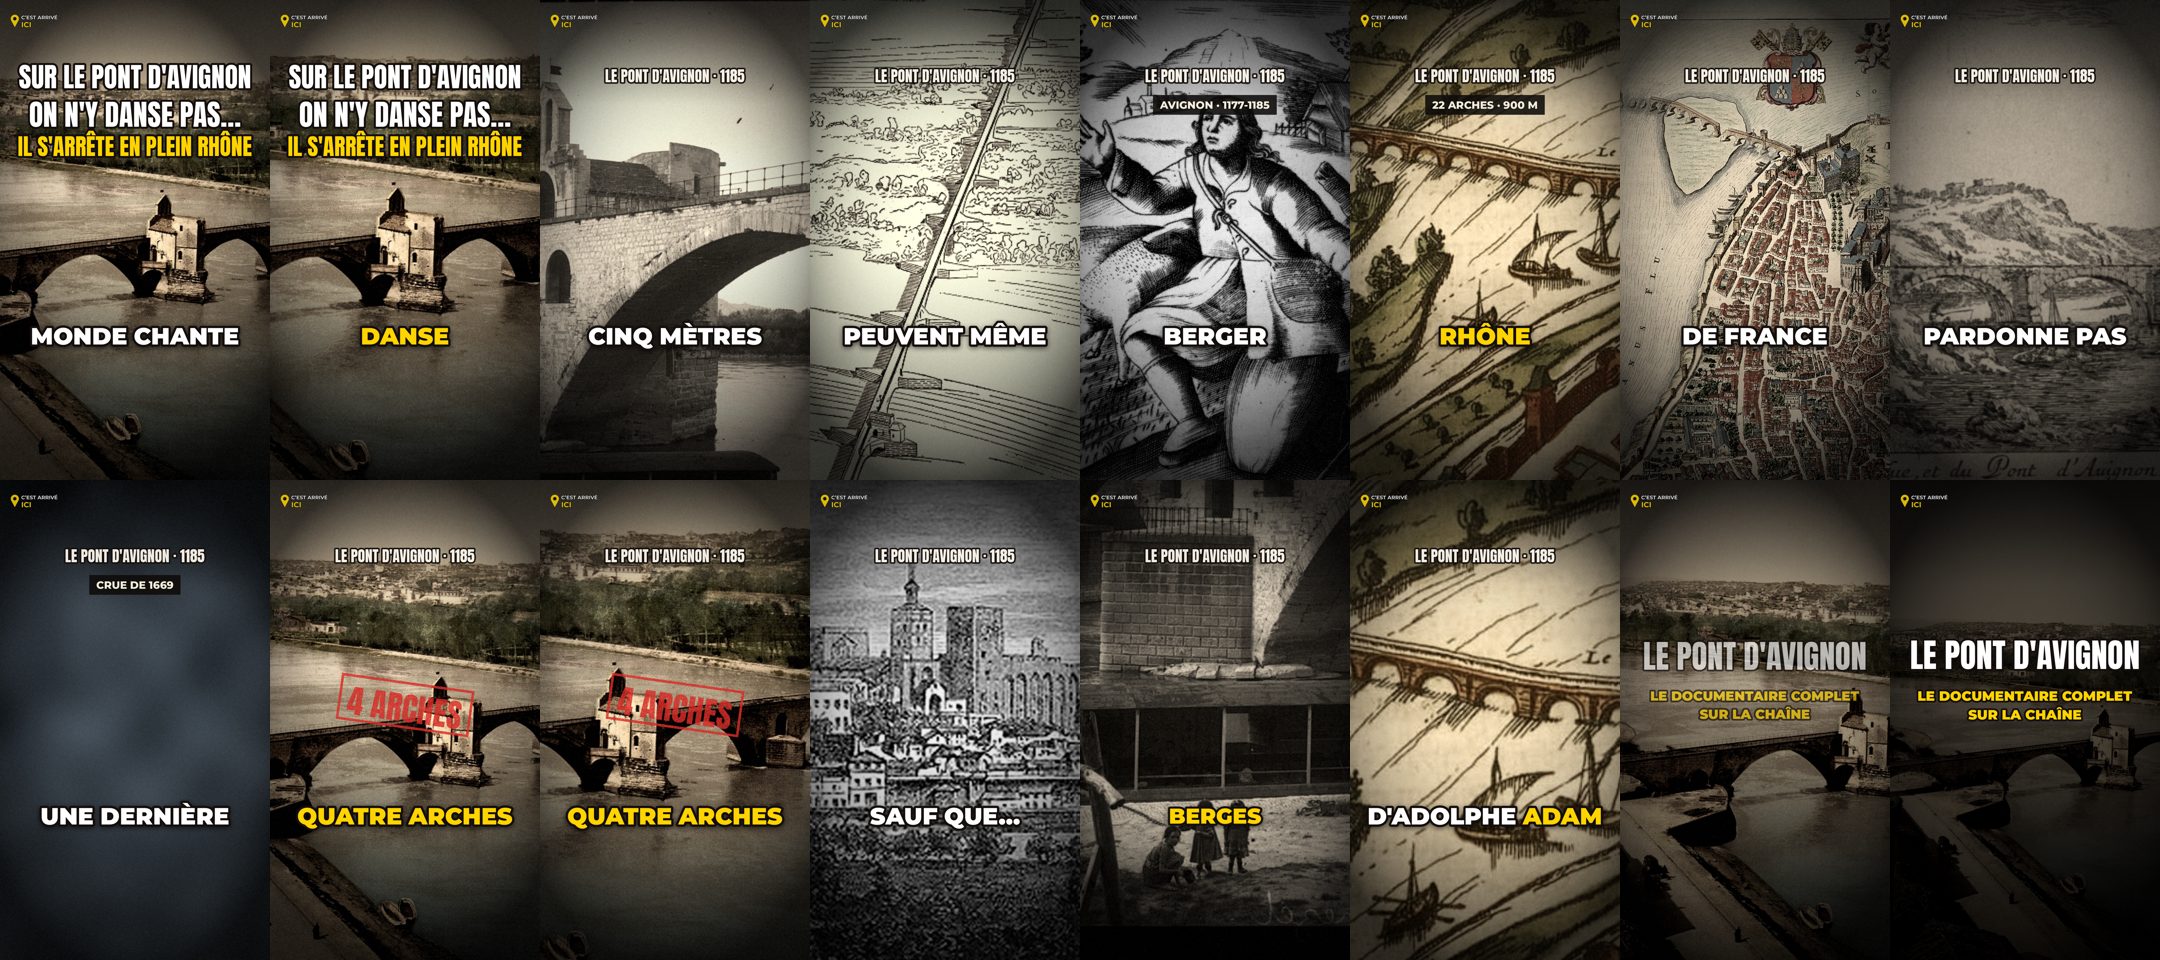 C'EST ARRIVÉ
ICI
SUR LE PONT D'AVIGNON
ON N'Y DANSE PAS...
IL S'ARRÊTE EN PLEIN RHÔNE
MONDE CHANTE
C'EST ARRIVÉ
ICI
SUR LE PONT D'AVIGNON
ON N'Y DANSE PAS...
IL S'ARRÊTE EN PLEIN RHÔNE
DANSE
C'EST ARRIVÉ
ICI
LE PONT D'AVIGNON · 1185
CINQ MÈTRES
C'EST ARRIVÉ
ICI
LE PONT D'AVIGNON · 1185
PEUVENT MÊME
C'EST ARRIVÉ
ICI
LE PONT D'AVIGNON · 1185
AVIGNON · 1177-1185
BERGER
C'EST ARRIVÉ
ICI
LE PONT D'AVIGNON · 1185
22 ARCHES · 900 M
Le
RHÔNE
C'EST ARRIVÉ
ICI
LE PONT D'AVIGNON · 1185
DE FRANCE
C'EST ARRIVÉ
ICI
LE PONT D'AVIGNON · 1185
PARDONNE PAS
et du Pont d'Avignon
C'EST ARRIVÉ
ICI
LE PONT D'AVIGNON · 1185
CRUE DE 1669
UNE DERNIÈRE
C'EST ARRIVÉ
ICI
LE PONT D'AVIGNON · 1185
4 ARCHES
QUATRE ARCHES
C'EST ARRIVÉ
ICI
LE PONT D'AVIGNON · 1185
4 ARCHES
QUATRE ARCHES
C'EST ARRIVÉ
ICI
LE PONT D'AVIGNON · 1185
SAUF QUE...
C'EST ARRIVÉ
ICI
LE PONT D'AVIGNON · 1185
BERGES
C'EST ARRIVÉ
ICI
LE PONT D'AVIGNON · 1185
Le
D'ADOLPHE ADAM
C'EST ARRIVÉ
ICI
LE PONT D'AVIGNON
LE DOCUMENTAIRE COMPLET
SUR LA CHAÎNE
C'EST ARRIVÉ
ICI
LE PONT D'AVIGNON
LE DOCUMENTAIRE COMPLET
SUR LA CHAÎNE